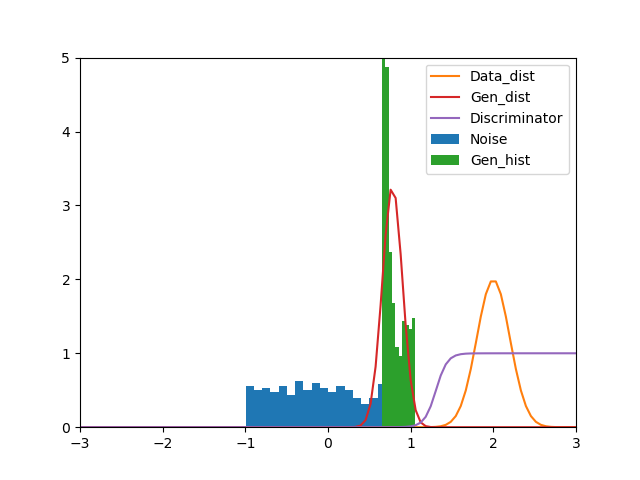 5
4
3
2
1
0
−3
−2
−1
0
1
2
3
Data_dist
Gen_dist
Discriminator
Noise
Gen_hist